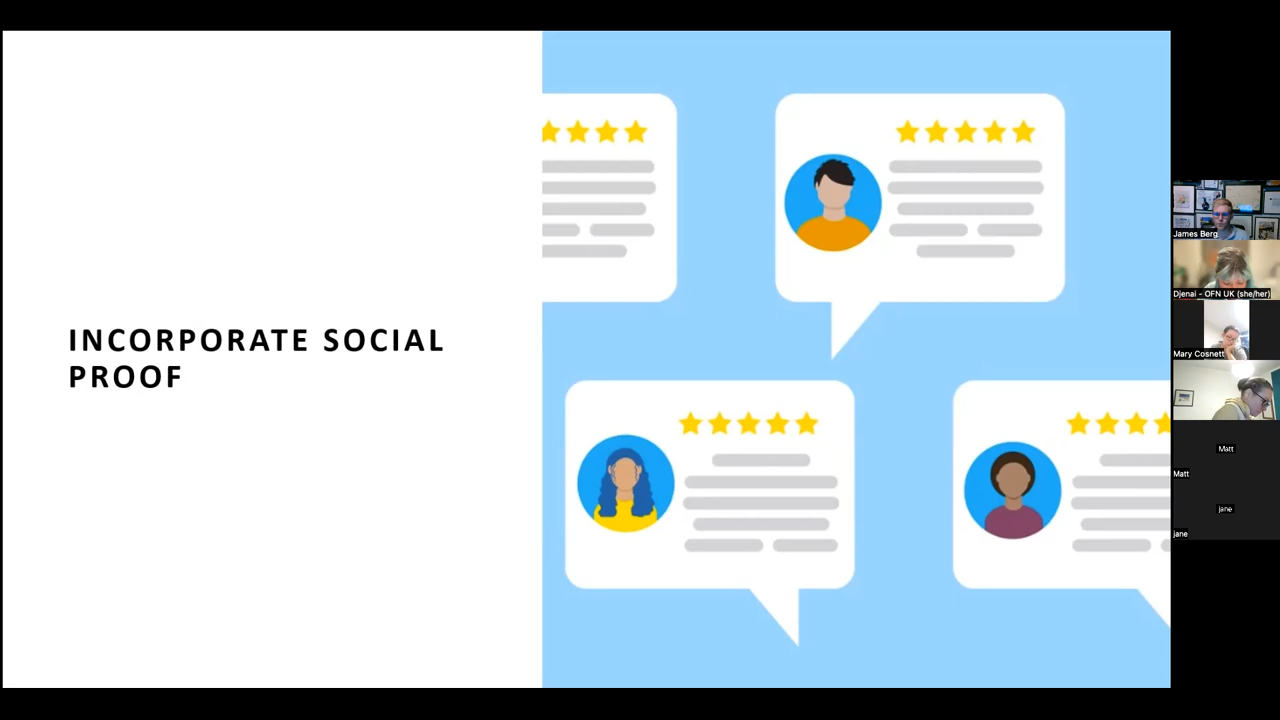 INCORPORATE SOCIAL
PROOF
James Berg
Djenai - OFN UK (she/her)
Mary Cosnett
Matt
Matt
jane
jane